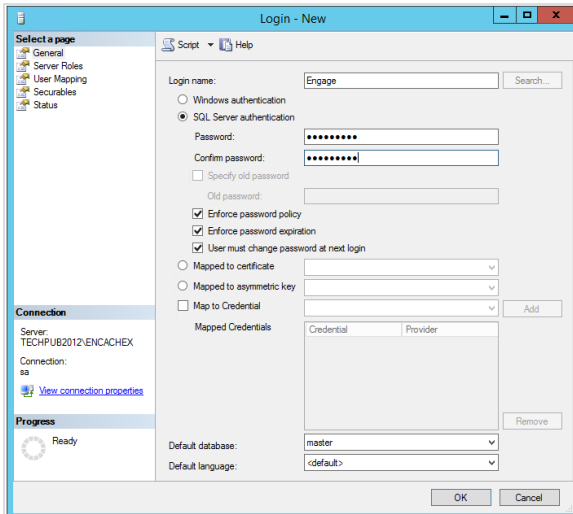 Login - New
Select a page
General
Server Roles
User Mapping
Securables
Status
Script Help
Login name: Engage Search...
Windows authentication
SQL Server authentication
Password: •••••••••
Confirm password: •••••••••
Specify old password
Old password:
Enforce password policy
Enforce password expiration
User must change password at next login
Mapped to certificate
Mapped to asymmetric key
Map to Credential Add
Mapped Credentials Credential Provider
Remove
Default database: master
Default language: <default>
Connection
Server:
TECHPUB2012\ENCACHEX
Connection:
sa
View connection properties
Progress
Ready
OK Cancel